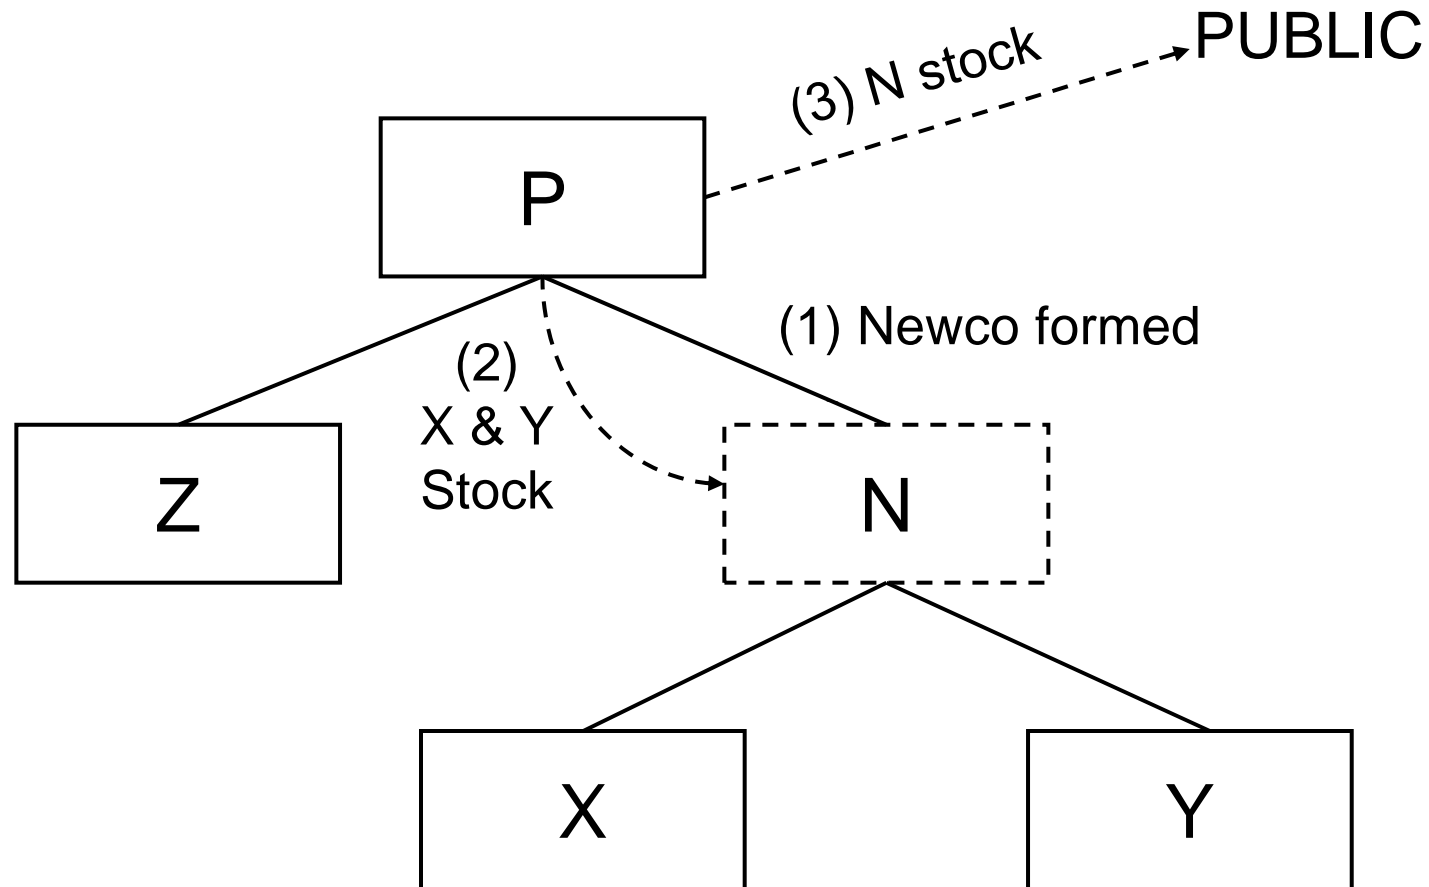 PUBLIC
(3) N stock
P
(1) Newco formed
(2)
X & Y
Stock
Z
N
X
Y